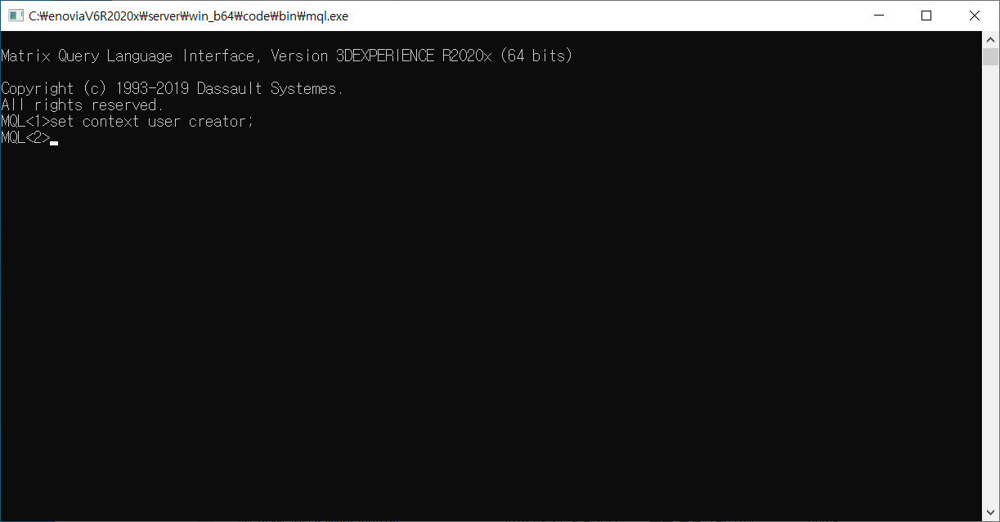 C:₩enoviaV6R2020x₩server₩win_b64₩code₩bin₩mql.exe
Matrix Query Language Interface, Version 3DEXPERIENCE R2020x (64 bits)
Copyright (c) 1993-2019 Dassault Systemes.
All rights reserved.
MQL<1>set context user creator;
MQL<2>